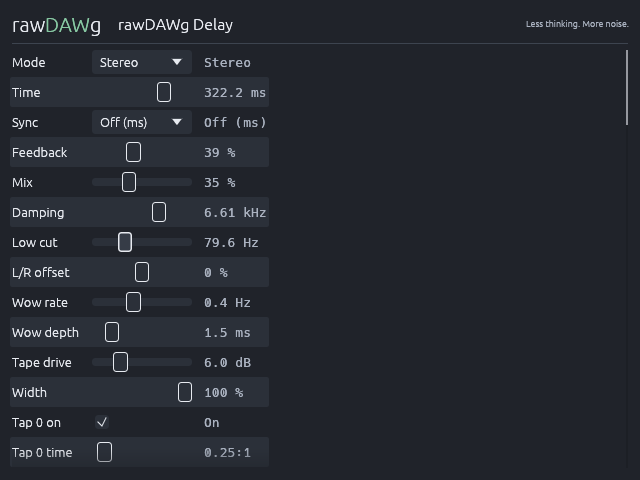 rawDAWg rawDAWg Delay Less thinking. More noise.
Mode Stereo Stereo
Time 322.2 ms
Sync Off (ms) Off (ms)
Feedback 39 %
Mix 35 %
Damping 6.61 kHz
Low cut 79.6 Hz
L/R offset 0 %
Wow rate 0.4 Hz
Wow depth 1.5 ms
Tape drive 6.0 dB
Width 100 %
Tap 0 on On
Tap 0 time 0.25:1